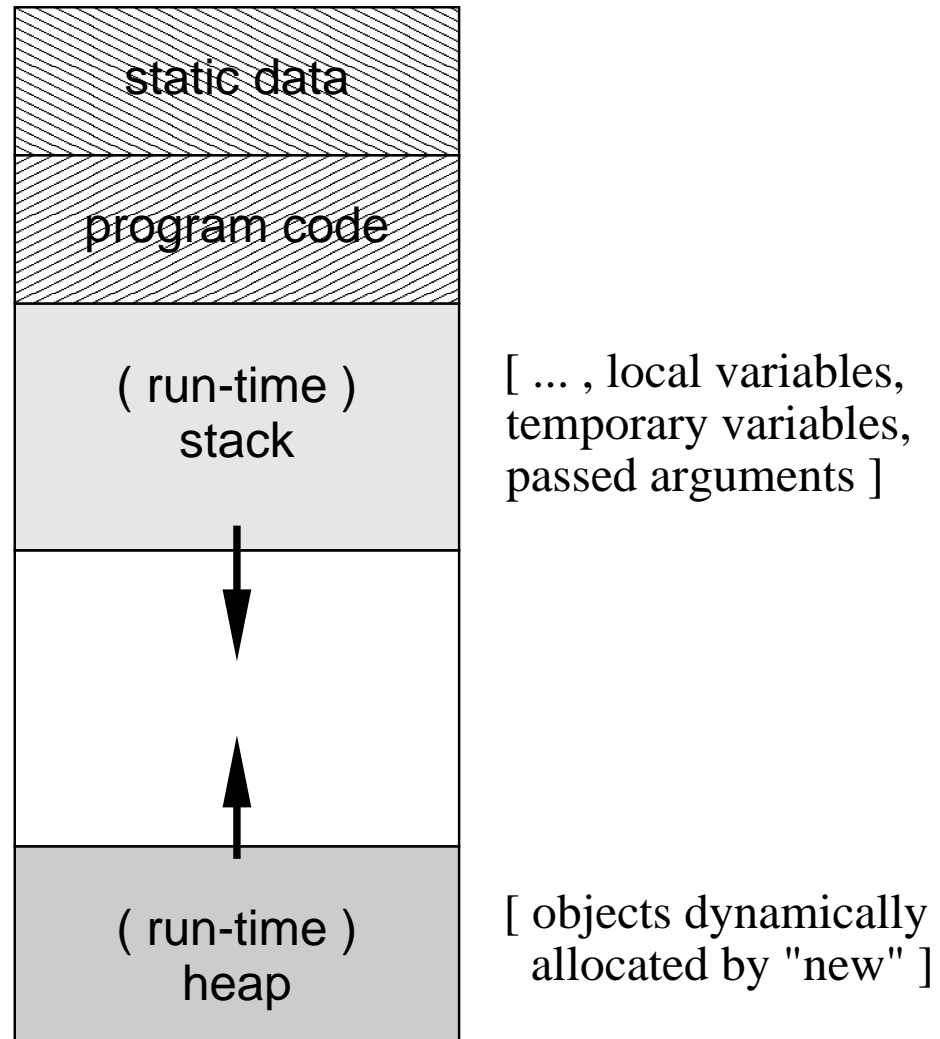 static data
program code
( run-time )
stack
[ ... , local variables,
temporary variables,
passed arguments ]
( run-time )
heap
[ objects dynamically
allocated by "new" ]